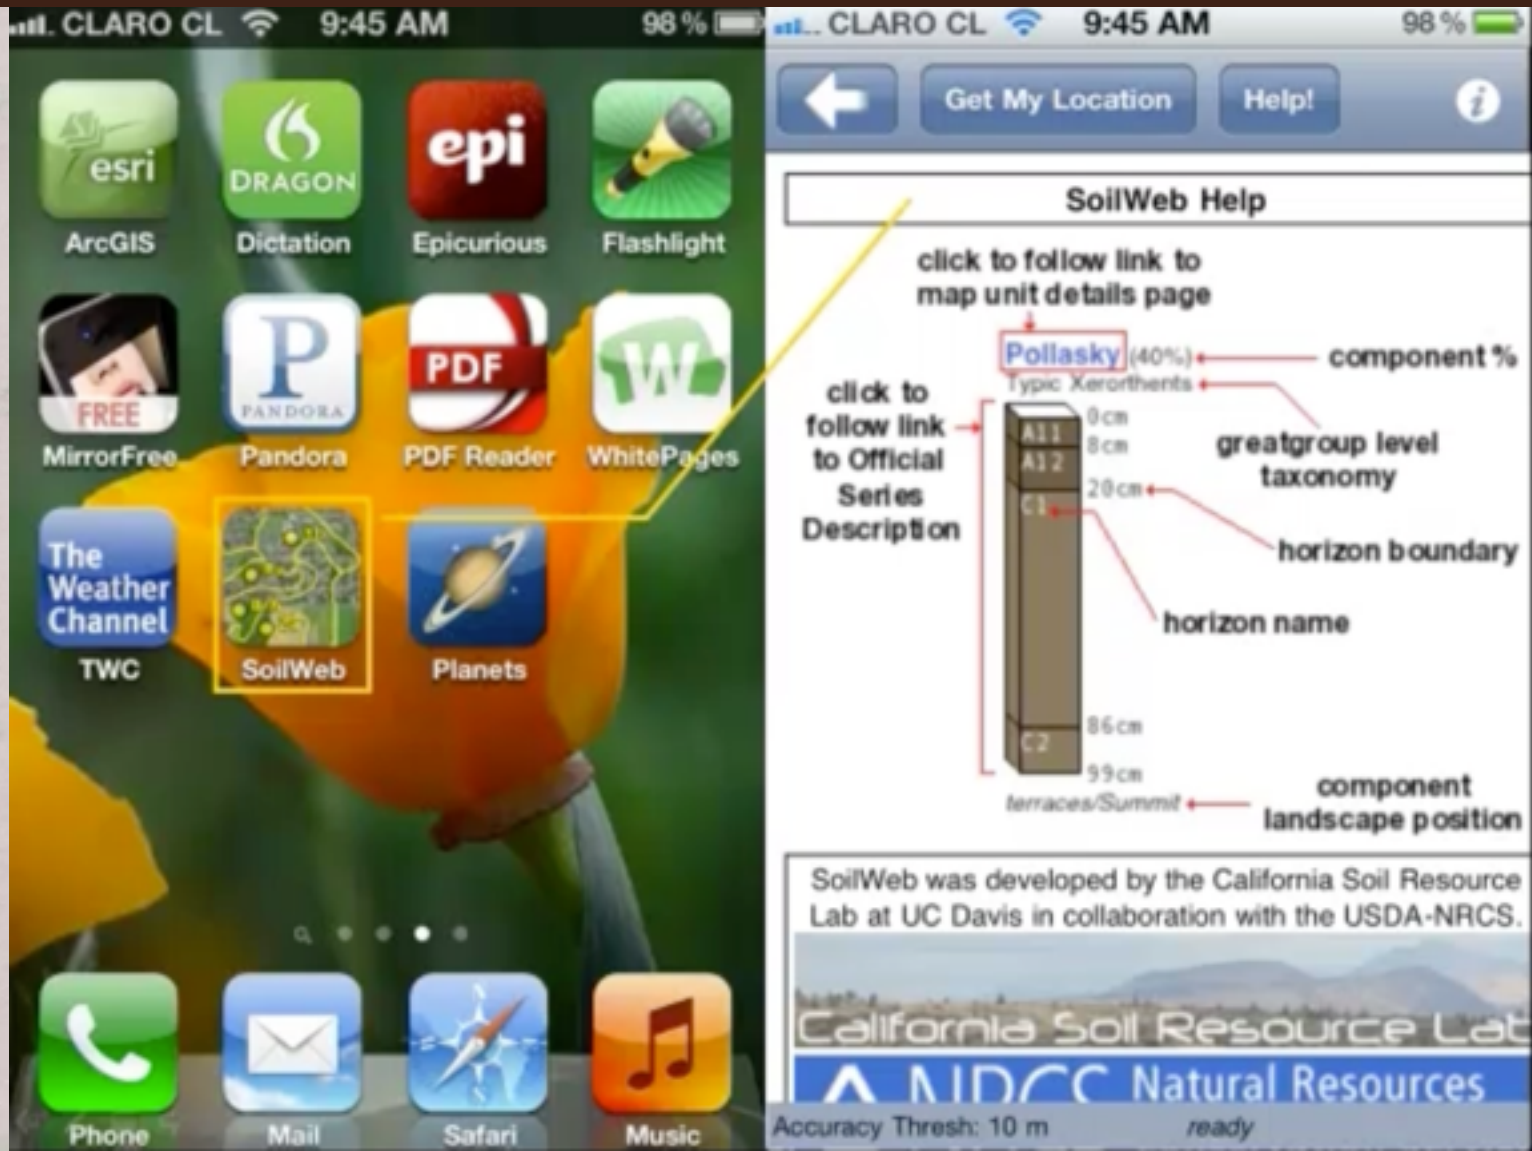 CLARO CL 9:45 AM 98 %
esri
DRAGON
epi
ArcGIS Dictation Epicurious Flashlight
FREE
P
PANDORA
PDF
W
MirrorFree Pandora PDF Reader WhitePages
The
Weather
Channel
TWC SoilWeb Planets
Phone Mail Safari Music
CLARO CL 9:45 AM 98 %
Get My Location Help! i
SoilWeb Help
click to follow link to
map unit details page
Pollasky (40%)
component %
Typic Xerorthents
greatgroup level
taxonomy
click to
follow link
to Official
Series
Description
0cm
A11
8cm
A12
20cm
C1
horizon boundary
horizon name
86cm
C2
99cm
terraces/Summit
component
landscape position
SoilWeb was developed by the California Soil Resource
Lab at UC Davis in collaboration with the USDA-NRCS.
California Soil Resource Lab
NRCS Natural Resources
Accuracy Thresh: 10 m ready